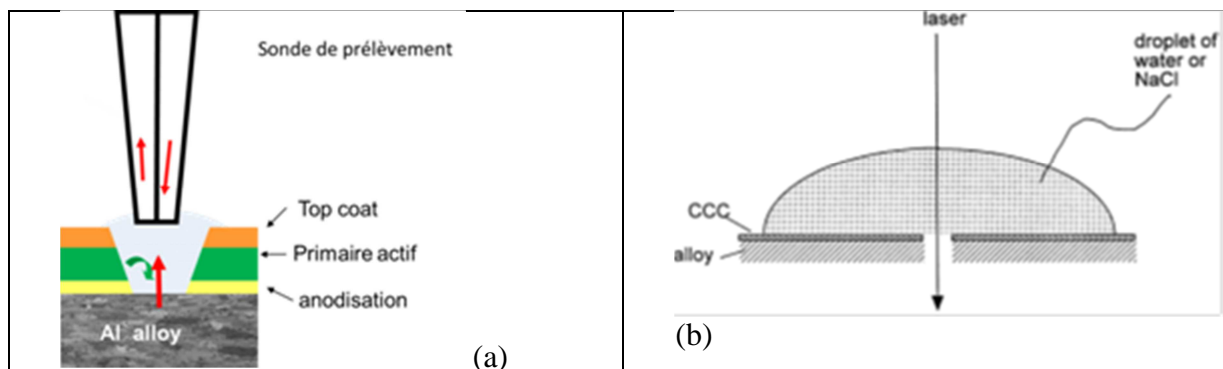 Sonde de prélèvement
Top coat
Primaire actif
anodisation
Al alloy
(a)
laser
droplet of
water or
NaCl
CCC
alloy
(b)